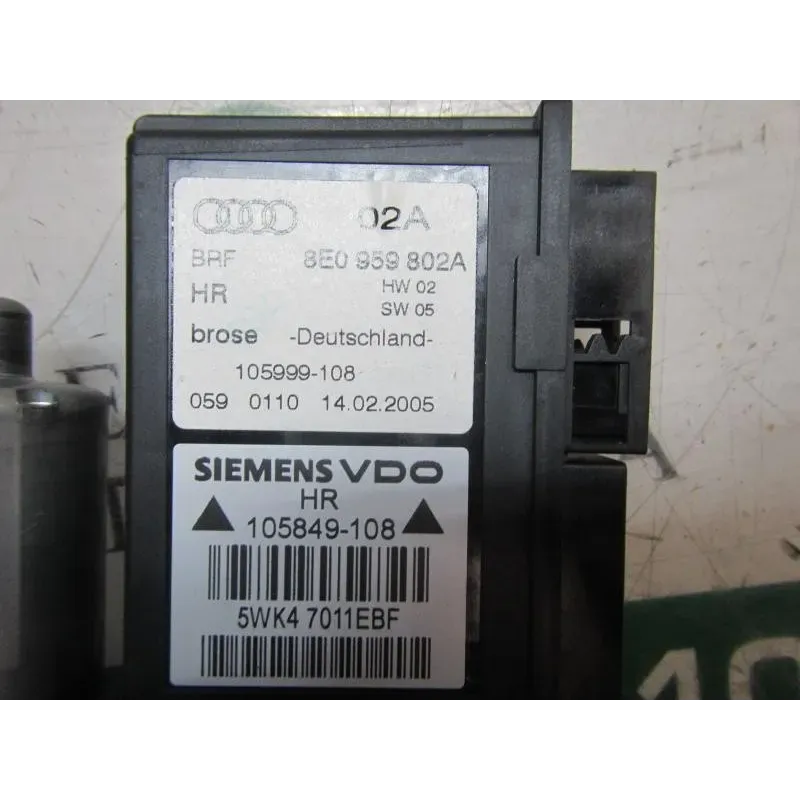 02A
BRF 8E0 959 802A
HR HW 02
SW 05
brose -Deutschland-
105999-108
059 0110 14.02.2005
SIEMENS VDO
HR
105849-108
5WK4 7011EBF
10